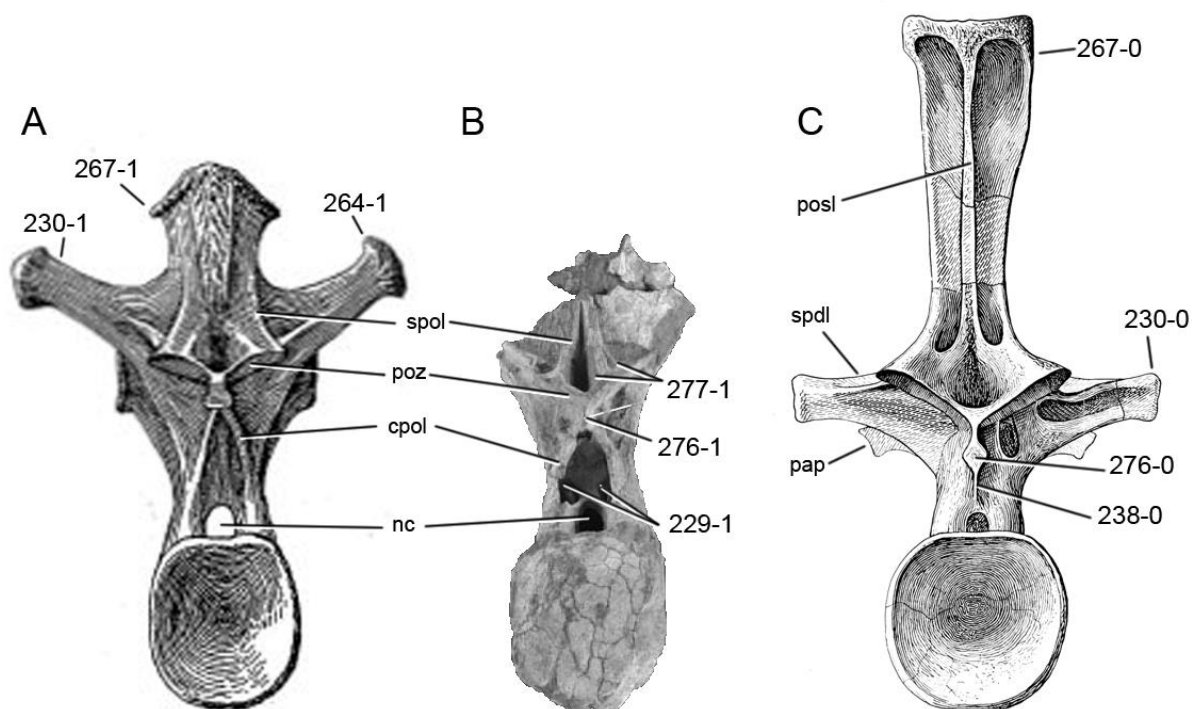 A
267-1
230-1
264-1
B
spol
poz
cpol
nc
277-1
276-1
229-1
C
267-0
posl
spdl
230-0
pap
276-0
238-0